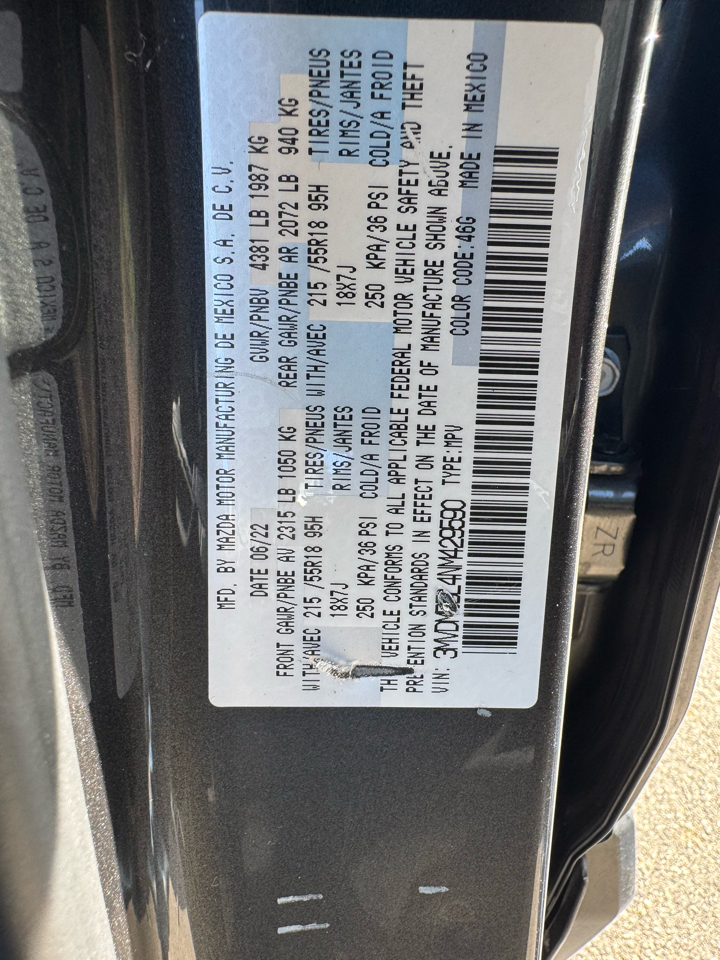 MFD. BY MAZDA MOTOR MANUFACTURING DE MEXICO S.A. DE C.V.
DATE 06/22 GVWR/PNBV 4381 LB 1987 KG
FRONT GAWR/PNBE AV 2315 LB 1050 KG REAR GAWR/PNBE AR 2072 LB 940 KG
WITH/AVEC 215 /55R18 95H TIRES/PNEUS WITH/AVEC 215 /55R18 95H TIRES/PNEUS
18X7J RIMS/JANTES 18X7J RIMS/JANTES
250 KPA/36 PSI COLD/A FROID 250 KPA/36 PSI COLD/A FROID
VEHICLE CONFORMS TO ALL APPLICABLE FEDERAL MOTOR VEHICLE SAFETY AND THEFT
PREVENTION STANDARDS IN EFFECT ON THE DATE OF MANUFACTURE SHOWN ABOVE.
VIN: TYPE:MPV COLOR CODE:46G MADE IN MEXICO
ZR